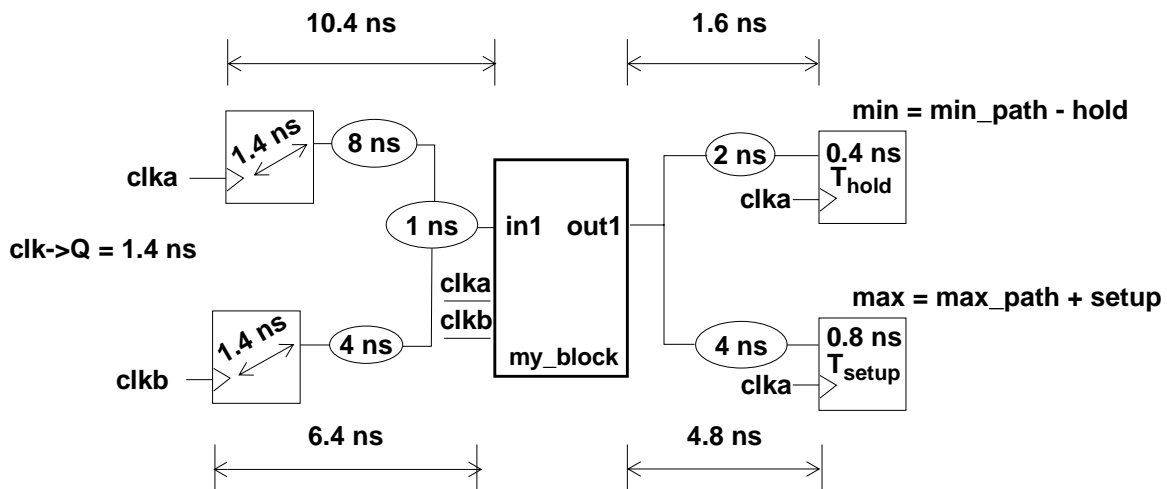 10.4 ns
1.6 ns
min = min_path - hold
1.4 ns
8 ns
2 ns
0.4 ns
Thold
clka
clka
1 ns
in1
out1
clk->Q = 1.4 ns
clka
clkb
max = max_path + setup
1.4 ns
4 ns
my_block
4 ns
0.8 ns
Tsetup
clkb
clka
6.4 ns
4.8 ns